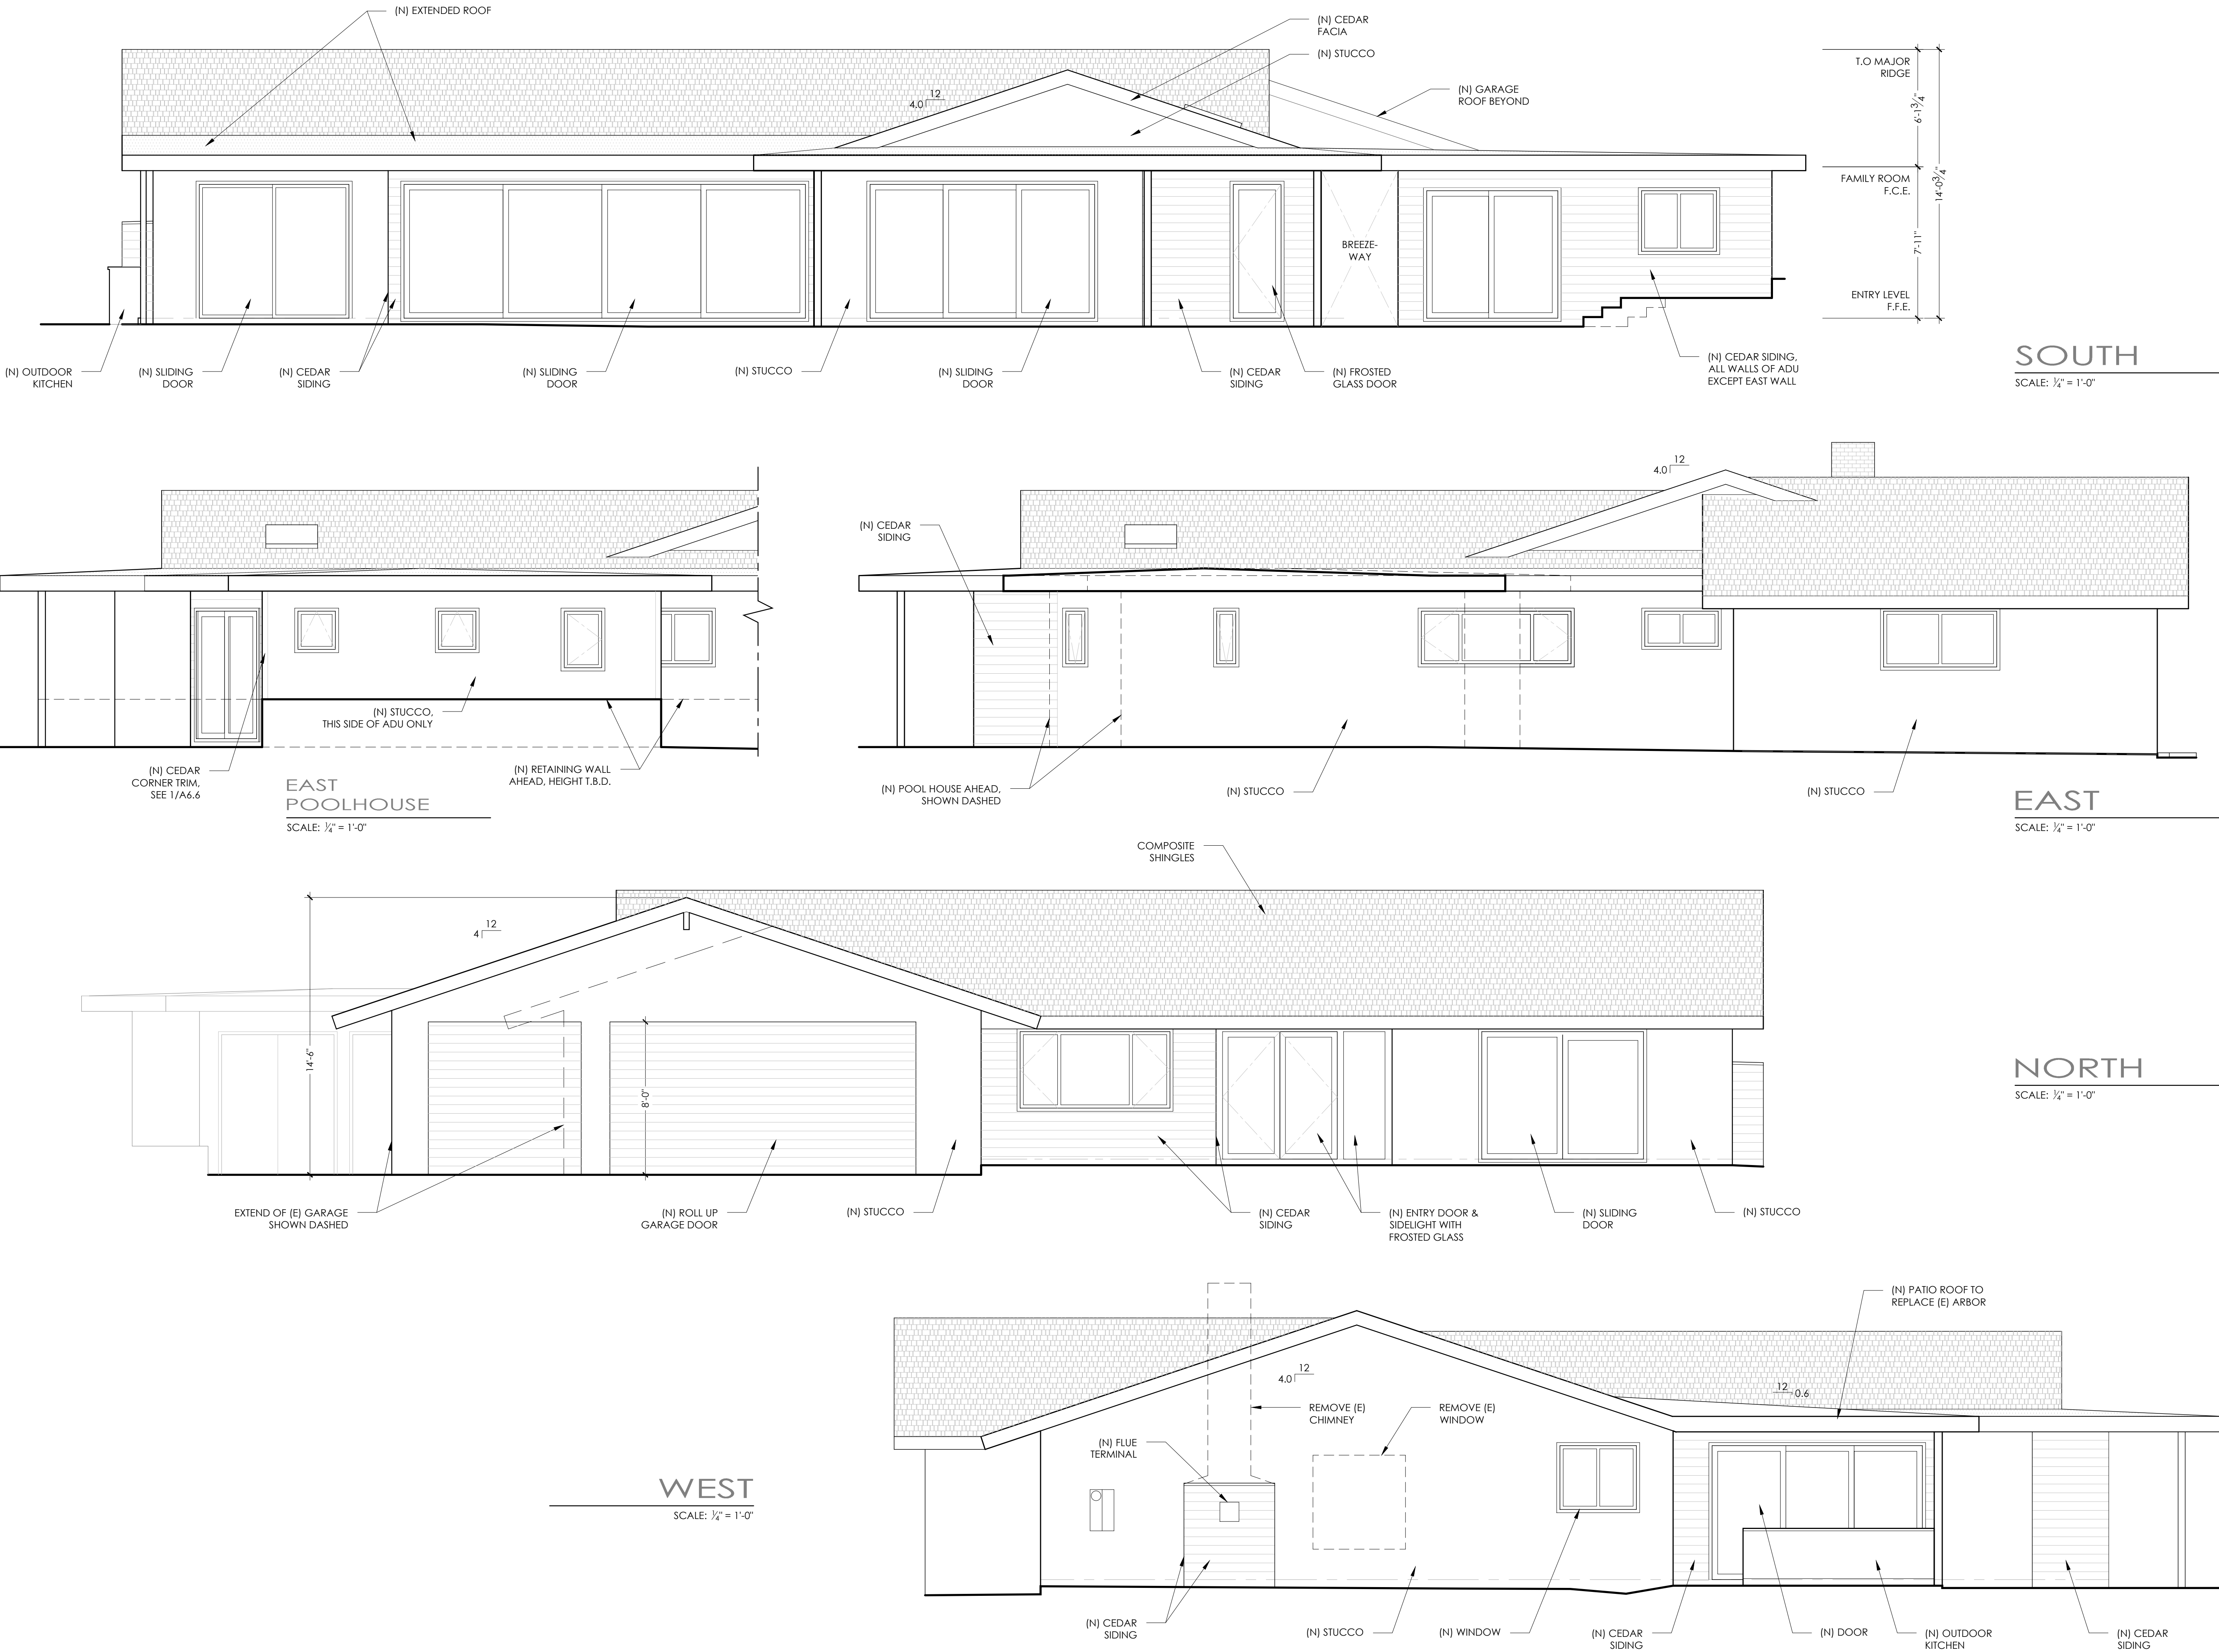 (N) EXTENDED ROOF
(N) CEDAR
FACIA
(N) STUCCO
12
4.0
(N) GARAGE
ROOF BEYOND
T.O MAJOR
RIDGE
6'-1 3/4"
FAMILY ROOM
F.C.E.
14'-0 3/4"
7'-11"
ENTRY LEVEL
F.F.E.
BREEZE-
WAY
(N) OUTDOOR
KITCHEN
(N) SLIDING
DOOR
(N) CEDAR
SIDING
(N) SLIDING
DOOR
(N) STUCCO
(N) SLIDING
DOOR
(N) CEDAR
SIDING
(N) FROSTED
GLASS DOOR
(N) CEDAR SIDING,
ALL WALLS OF ADU
EXCEPT EAST WALL
SOUTH
SCALE: 1/4" = 1'-0"
(N) STUCCO,
THIS SIDE OF ADU ONLY
(N) CEDAR
CORNER TRIM,
SEE 1/A6.6
(N) RETAINING WALL
AHEAD, HEIGHT T.B.D.
EAST
POOLHOUSE
SCALE: 1/4" = 1'-0"
12
4.0
(N) CEDAR
SIDING
(N) POOL HOUSE AHEAD,
SHOWN DASHED
(N) STUCCO
(N) STUCCO
EAST
SCALE: 1/4" = 1'-0"
COMPOSITE
SHINGLES
12
4
14'-6"
8'-0"
EXTEND OF (E) GARAGE
SHOWN DASHED
(N) ROLL UP
GARAGE DOOR
(N) STUCCO
(N) CEDAR
SIDING
(N) ENTRY DOOR &
SIDELIGHT WITH
FROSTED GLASS
(N) SLIDING
DOOR
(N) STUCCO
NORTH
SCALE: 1/4" = 1'-0"
(N) PATIO ROOF TO
REPLACE (E) ARBOR
12
4.0
12
0.6
REMOVE (E)
CHIMNEY
REMOVE (E)
WINDOW
(N) FLUE
TERMINAL
WEST
SCALE: 1/4" = 1'-0"
(N) CEDAR
SIDING
(N) STUCCO
(N) WINDOW
(N) CEDAR
SIDING
(N) DOOR
(N) OUTDOOR
KITCHEN
(N) CEDAR
SIDING